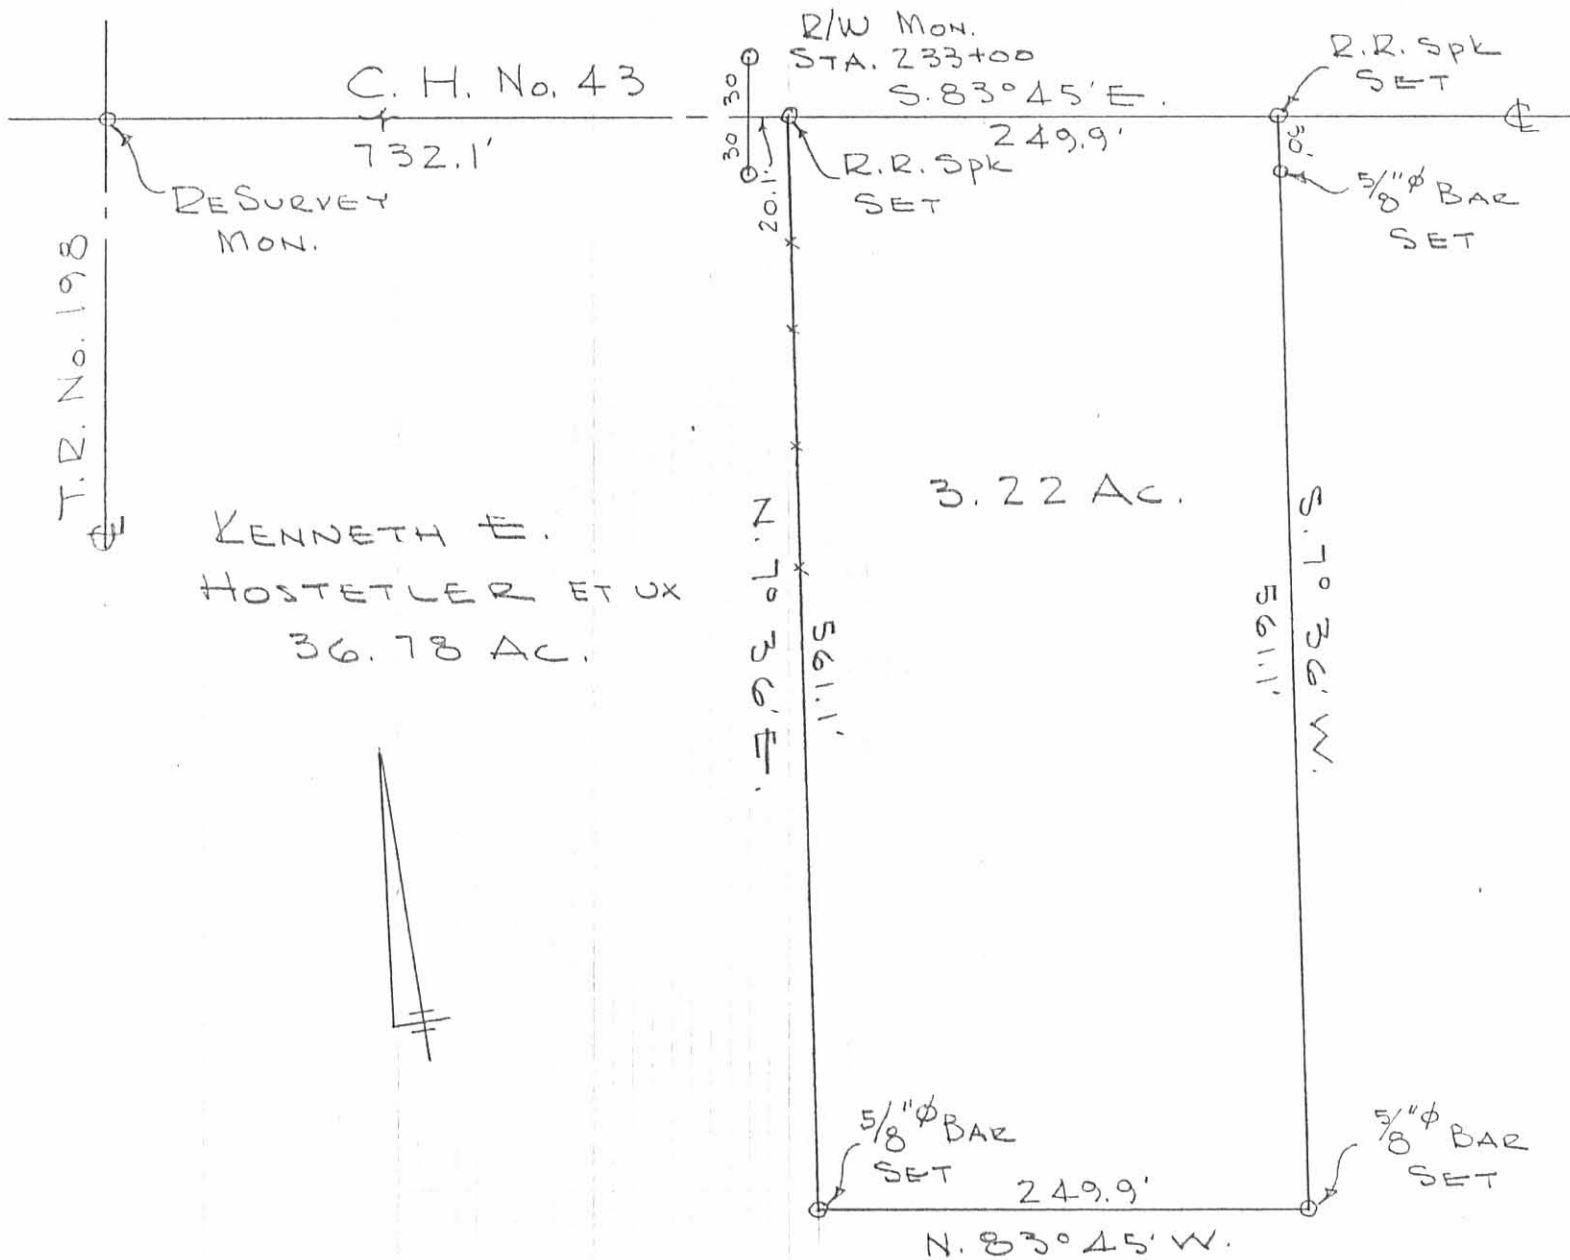 R/W MON.
STA. 233+00
C. H. No. 43
S. 83° 45' E.
R.R. Spk
SET
30
30
732.1'
249.9'
℄
30'
20.1'
R.R. Spk
SET
5/8"φ BAR
SET
RESURVEY
MON.
T.R. No. 198
℄
3.22 AC.
KENNETH E.
HOSTETLER ET UX
36.78 AC.
N. 7° 36' E.
561.1'
S. 7° 36' W.
561.1'
5/8"φ BAR
SET
5/8"φ BAR
SET
249.9'
N. 83° 45' W.